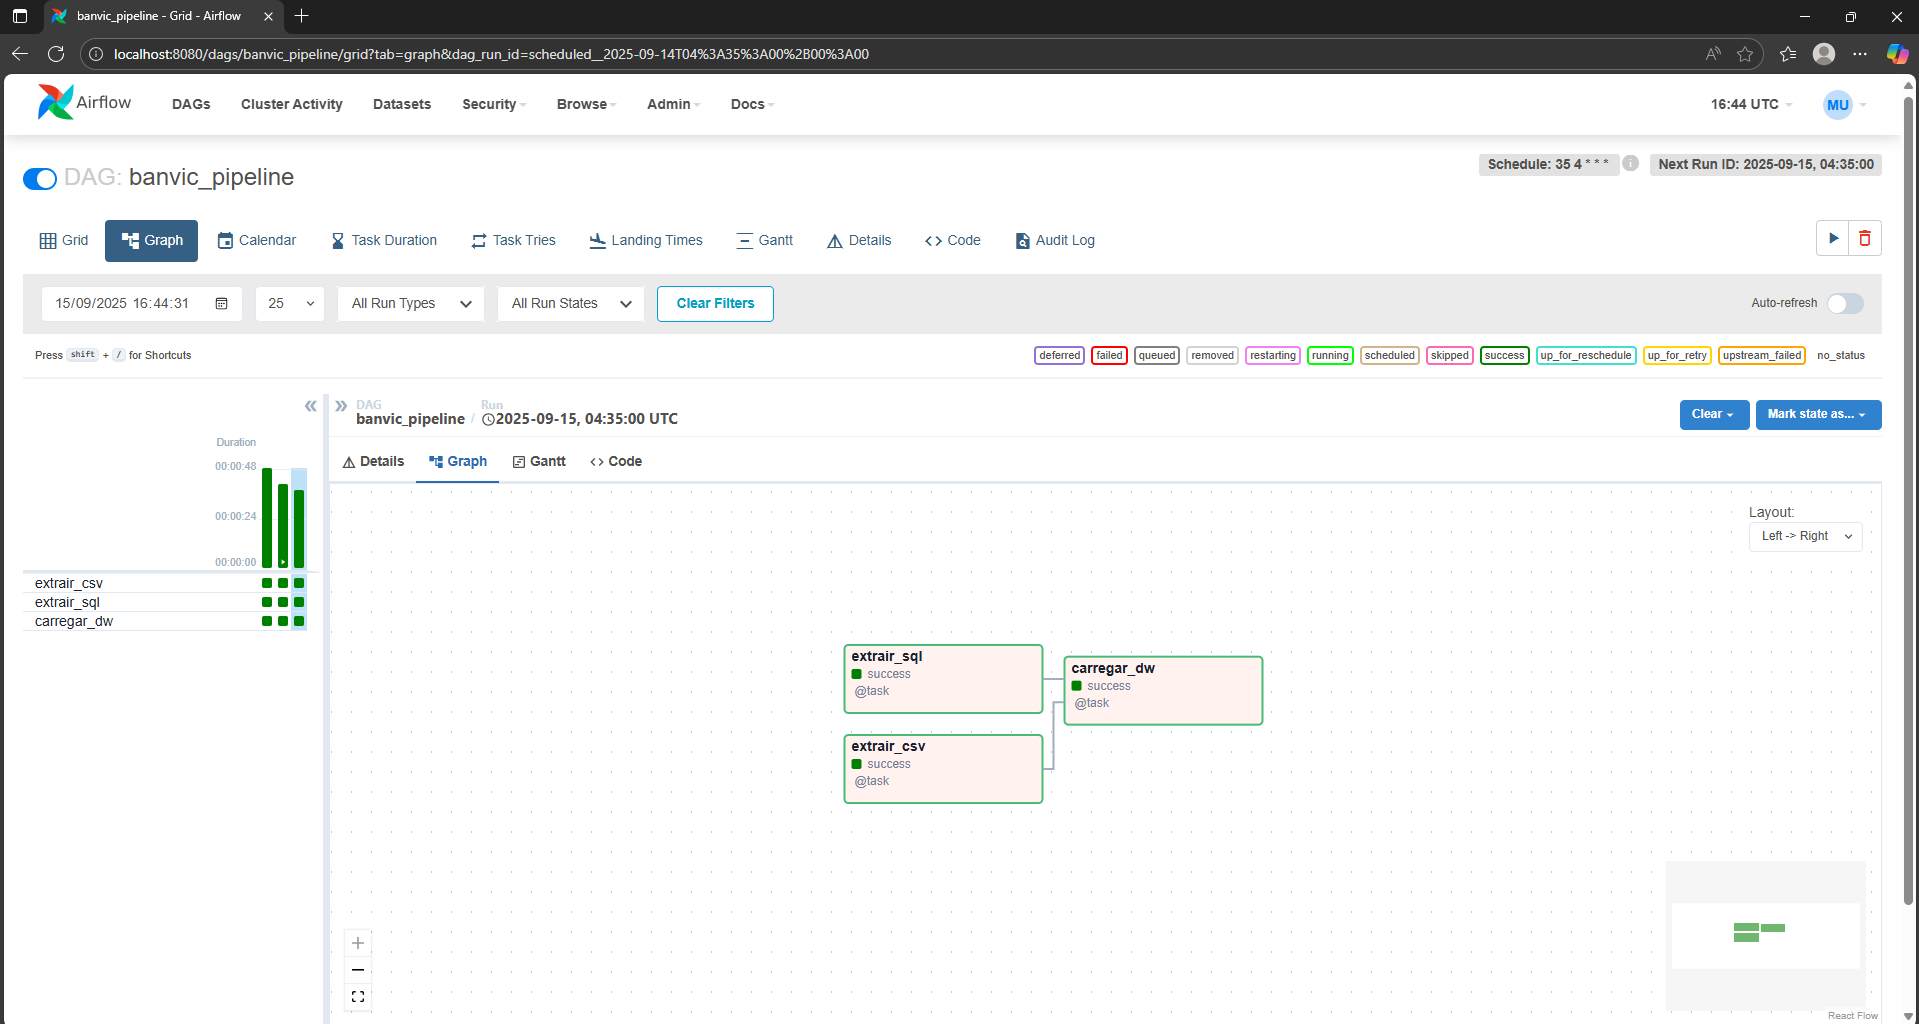 banvic_pipeline - Grid - Airflow
localhost:8080/dags/banvic_pipeline/grid?tab=graph&dag_run_id=scheduled__2025-09-14T04%3A35%3A00%2B00%3A00
Airflow DAGs Cluster Activity Datasets Security Browse Admin Docs 16:44 UTC MU
DAG: banvic_pipeline Schedule: 35 4 * * * Next Run ID: 2025-09-15, 04:35:00
Grid Graph Calendar Task Duration Task Tries Landing Times Gantt Details Code Audit Log
15/09/2025 16:44:31 25 All Run Types All Run States Clear Filters Auto-refresh
Press shift + / for Shortcuts deferred failed queued removed restarting running scheduled skipped success up_for_reschedule up_for_retry upstream_failed no_status
DAG Run
banvic_pipeline / 2025-09-15, 04:35:00 UTC Clear Mark state as...
Details Graph Gantt Code
Duration
00:00:48
00:00:24
00:00:00
extrair_csv
extrair_sql
carregar_dw
Layout:
Left -> Right
extrair_sql
success
@task
carregar_dw
success
@task
extrair_csv
success
@task
React Flow